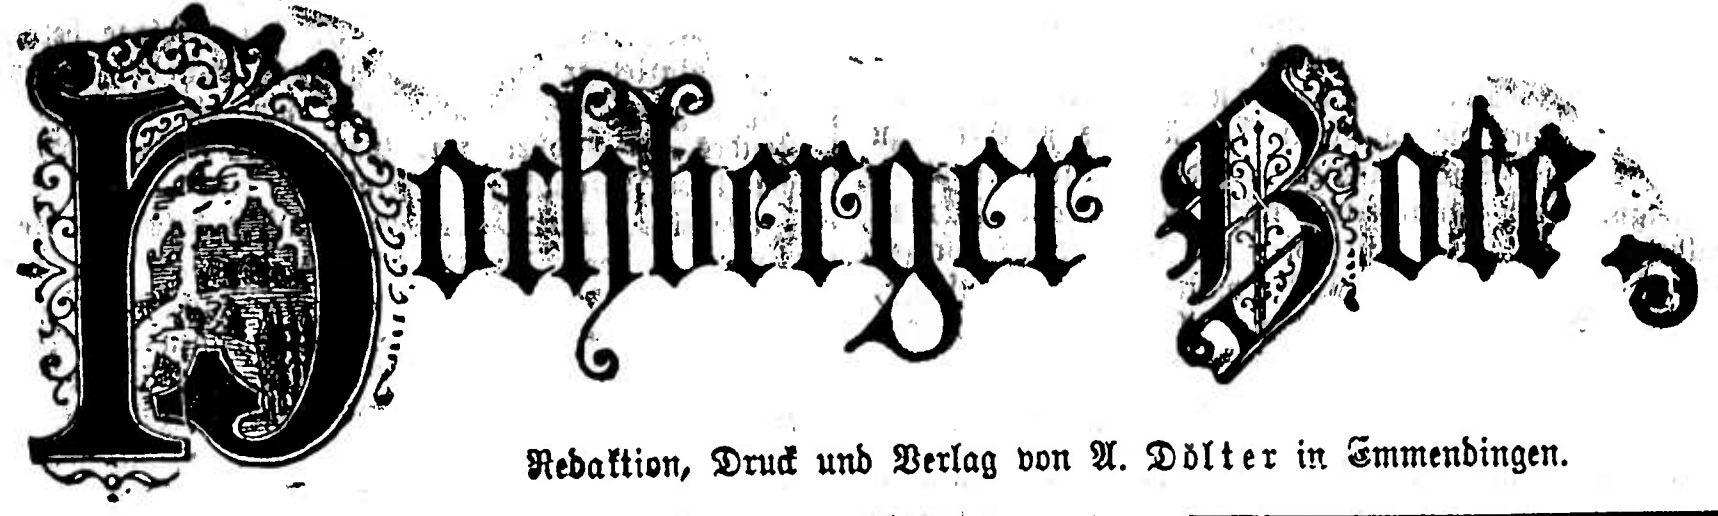 Hochberger Bote,
Redaktion, Druck und Verlag von A. Dölter in Emmendingen.